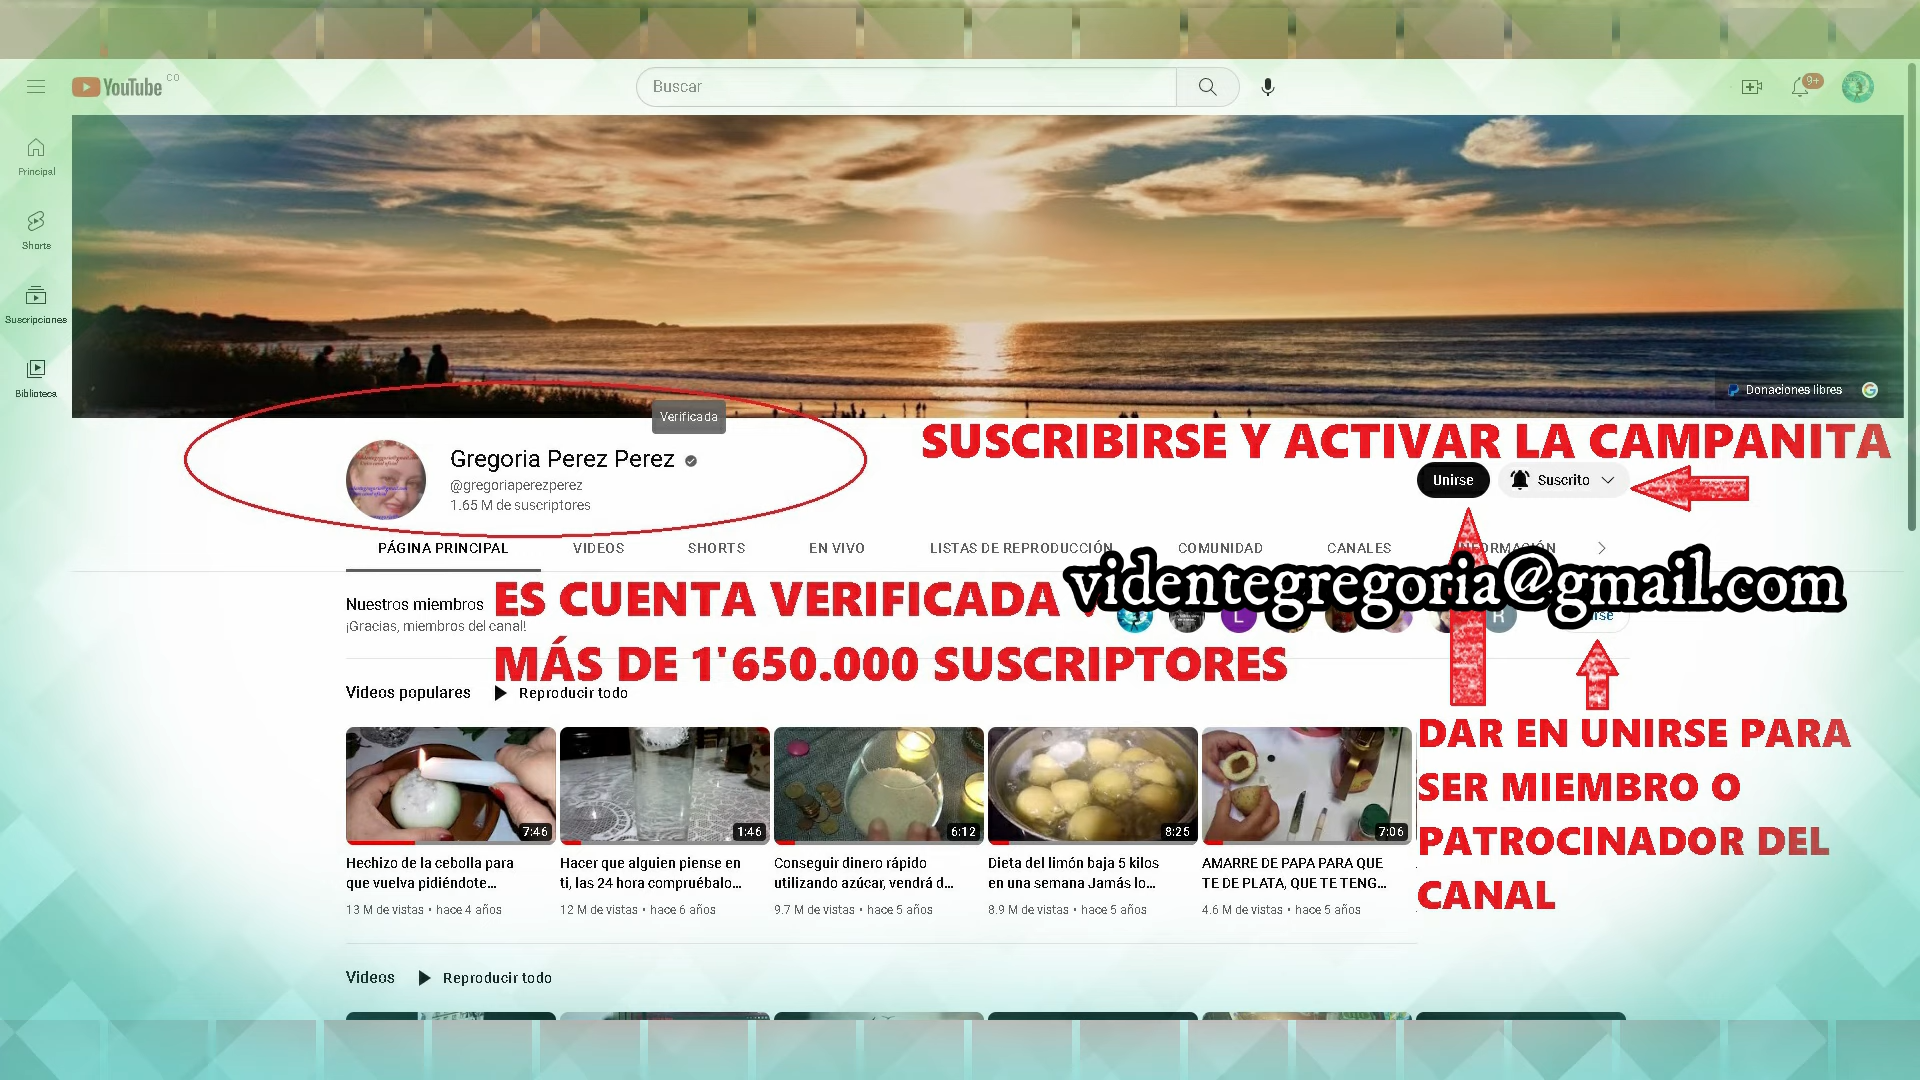 YouTube CO
Buscar
9+
Principal
Shorts
Suscripciones
Biblioteca
Donaciones libres
Verificada
SUSCRIBIRSE Y ACTIVAR LA CAMPANITA
Gregoria Perez Perez
@gregoriaperezperez
1.65 M de suscriptores
Unirse
Suscrito
PÁGINA PRINCIPAL VIDEOS SHORTS EN VIVO LISTAS DE REPRODUCCIÓN COMUNIDAD CANALES
videntegregoria@gmail.com
Nuestros miembros
¡Gracias, miembros del canal!
ES CUENTA VERIFICADA
L
R
MÁS DE 1'650.000 SUSCRIPTORES
Videos populares Reproducir todo
DAR EN UNIRSE PARA
SER MIEMBRO O
PATROCINADOR DEL
CANAL
7:46
1:46
6:12
8:25
7:06
Hechizo de la cebolla para
que vuelva pidiéndote...
13 M de vistas • hace 4 años
Hacer que alguien piense en
ti, las 24 hora compruébalo...
12 M de vistas • hace 6 años
Conseguir dinero rápido
utilizando azúcar, vendrá d...
9.7 M de vistas • hace 5 años
Dieta del limón baja 5 kilos
en una semana Jamás lo...
8.9 M de vistas • hace 5 años
AMARRE DE PAPA PARA QUE
TE DE PLATA, QUE TE TENG...
4.6 M de vistas • hace 5 años
Videos Reproducir todo